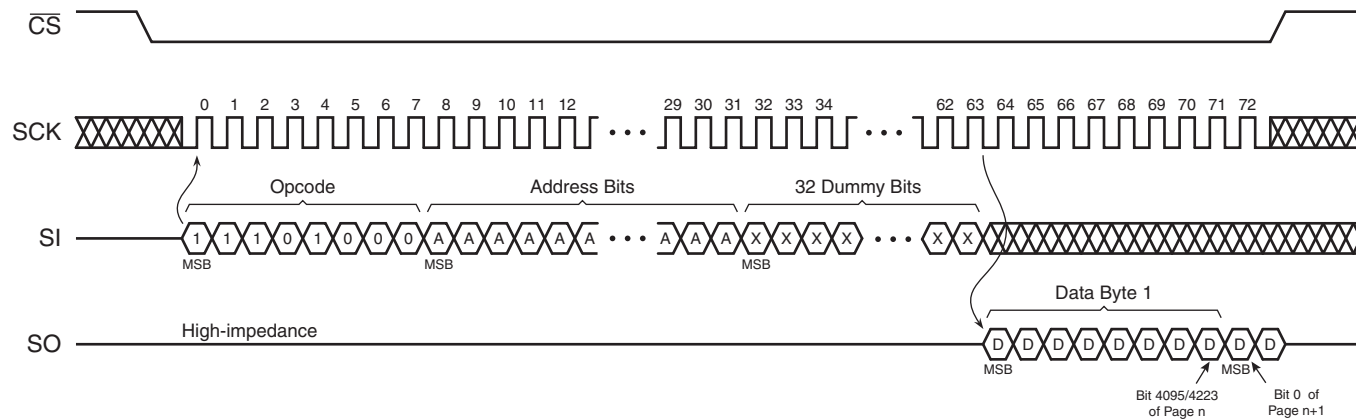 CS
SCK
0 1 2 3 4 5 6 7 8 9 10 11 12 29 30 31 32 33 34 62 63 64 65 66 67 68 69 70 71 72
Opcode Address Bits 32 Dummy Bits
SI
1 1 1 0 1 0 0 0 A A A A A A A A A X X X X X X
MSB MSB MSB
Data Byte 1
SO
High-impedance
D D D D D D D D D D
MSB MSB
Bit 4095/4223
of Page n
Bit 0 of
Page n+1